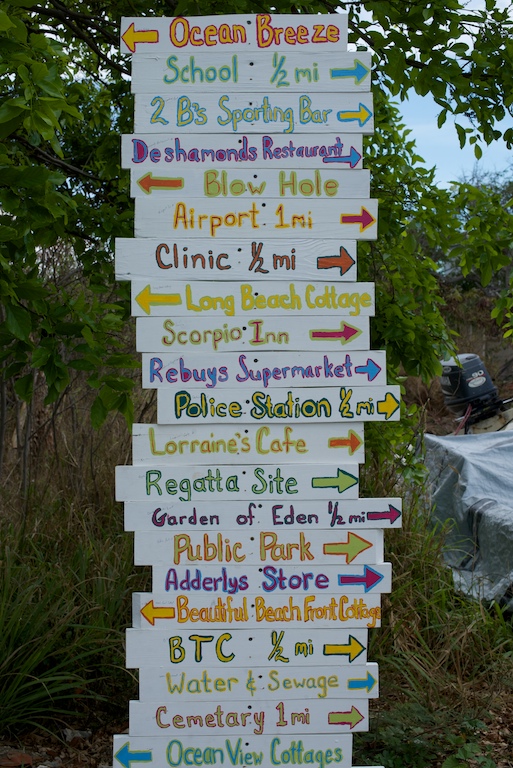 Ocean Breeze
School 1/2 mi
2 B's Sporting Bar
Deshamonds Restaurant
Blow Hole
Airport 1 mi
Clinic 1/2 mi
Long Beach Cottage
Scorpio Inn
Rebuys Supermarket
Police Station 1/2 mi
Lorraine's Cafe
Regatta Site
Garden of Eden 1/2 mi
Public Park
Adderlys Store
Beautiful Beach Front Cottage
BTC 1/2 mi
Water & Sewage
Cemetary 1 mi
Ocean View Cottages